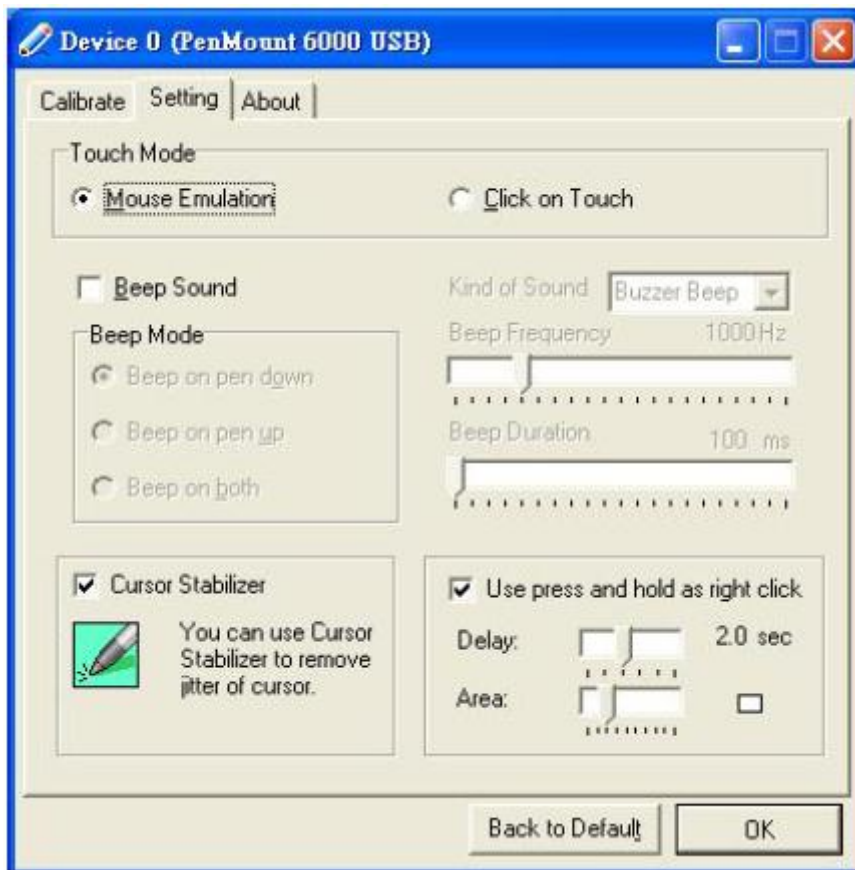 Device 0 (PenMount 6000 USB)
Calibrate Setting About
Touch Mode
Mouse Emulation
Click on Touch
Beep Sound
Kind of Sound Buzzer Beep
Beep Mode
Beep on pen down
Beep on pen up
Beep on both
Beep Frequency 1000Hz
Beep Duration 100 ms
Cursor Stabilizer
You can use Cursor
Stabilizer to remove
jitter of cursor.
Use press and hold as right click
Delay: 2.0 sec
Area:
Back to Default OK